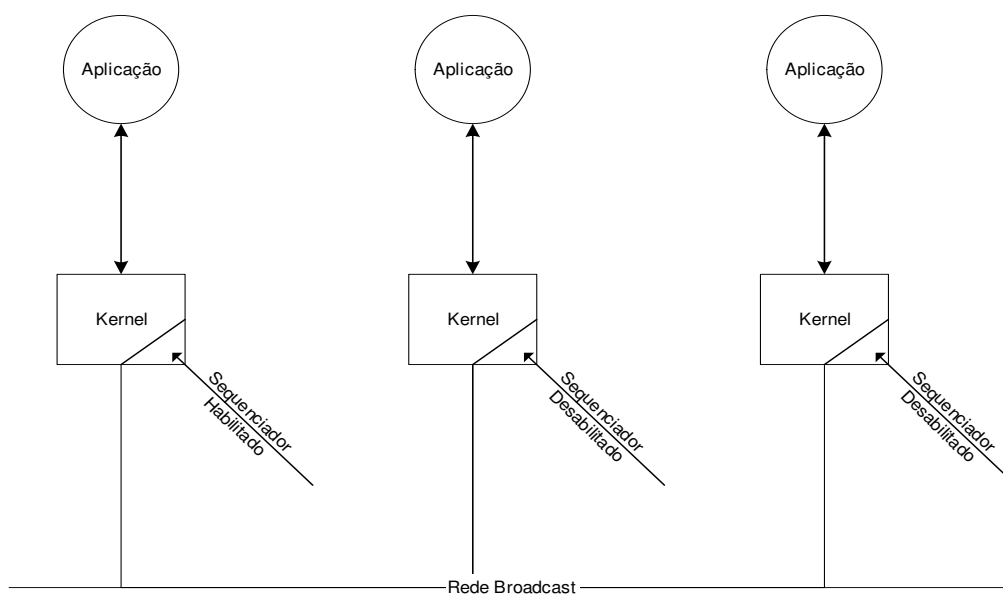 Aplicação
Aplicação
Aplicação
Kernel
Kernel
Kernel
Sequenciador
Habilitado
Sequenciador
Desabilitado
Sequenciador
Desabilitado
Rede Broadcast